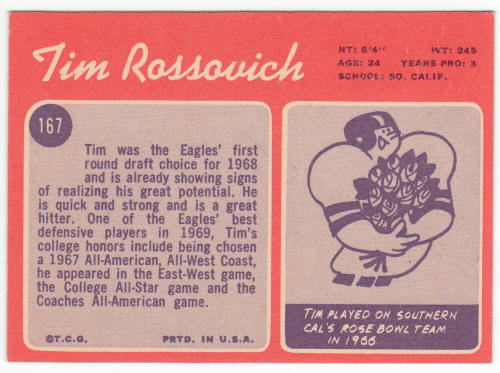 Tim Rossovich
HT: 6'4" WT: 245
AGE: 24 YEARS PRO: 3
SCHOOL: SO. CALIF.
167
Tim was the Eagles' first
round draft choice for 1968
and is already showing signs
of realizing his great potential. He
is quick and strong and is a great
hitter. One of the Eagles' best
defensive players in 1969, Tim's
college honors include being chosen
a 1967 All-American, All-West Coast,
he appeared in the East-West game,
the College All-Star game and the
Coaches All-American game.
©T.C.G. PRTD. IN U.S.A.
TIM PLAYED ON SOUTHERN
CAL'S ROSE BOWL TEAM
IN 1966